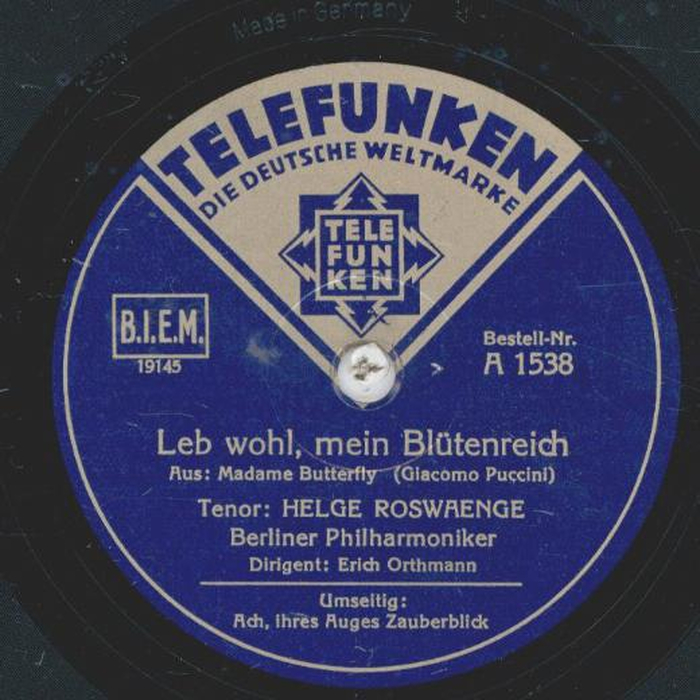 Made in Germany
TELEFUNKEN
DIE DEUTSCHE WELTMARKE
TELE
FUN
KEN
B.I.E.M.
19145
Bestell-Nr.
A 1538
Leb wohl, mein Blütenreich
Aus: Madame Butterfly (Giacomo Puccini)
Tenor: HELGE ROSWAENGE
Berliner Philharmoniker
Dirigent: Erich Orthmann
Umseitig:
Ach, ihres Auges Zauberblick